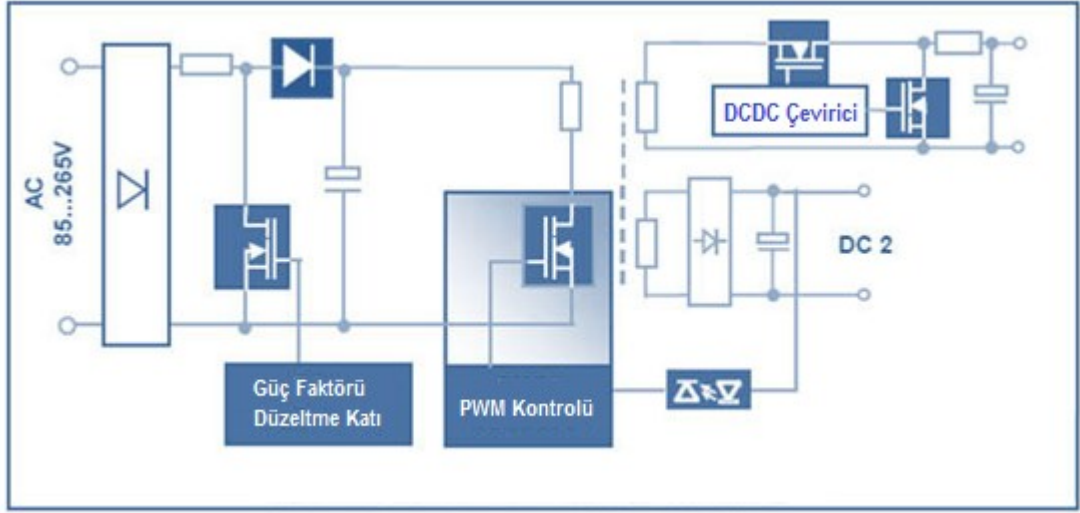 AC
85...265V
DCDC Çevirici
DC 2
Güç Faktörü
Düzeltme Katı
PWM Kontrolü